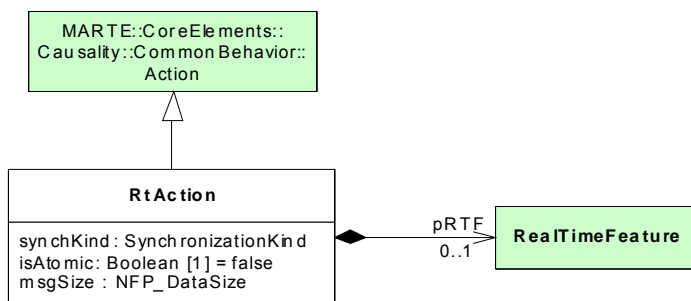 MARTE::CoreElements::
Causality::CommonBehavior::
Action
RtAction
synchKind : SynchronizationKind
isAtomic: Boolean [1] = false
msgSize : NFP_DataSize
pRTF
0..1
RealTimeFeature